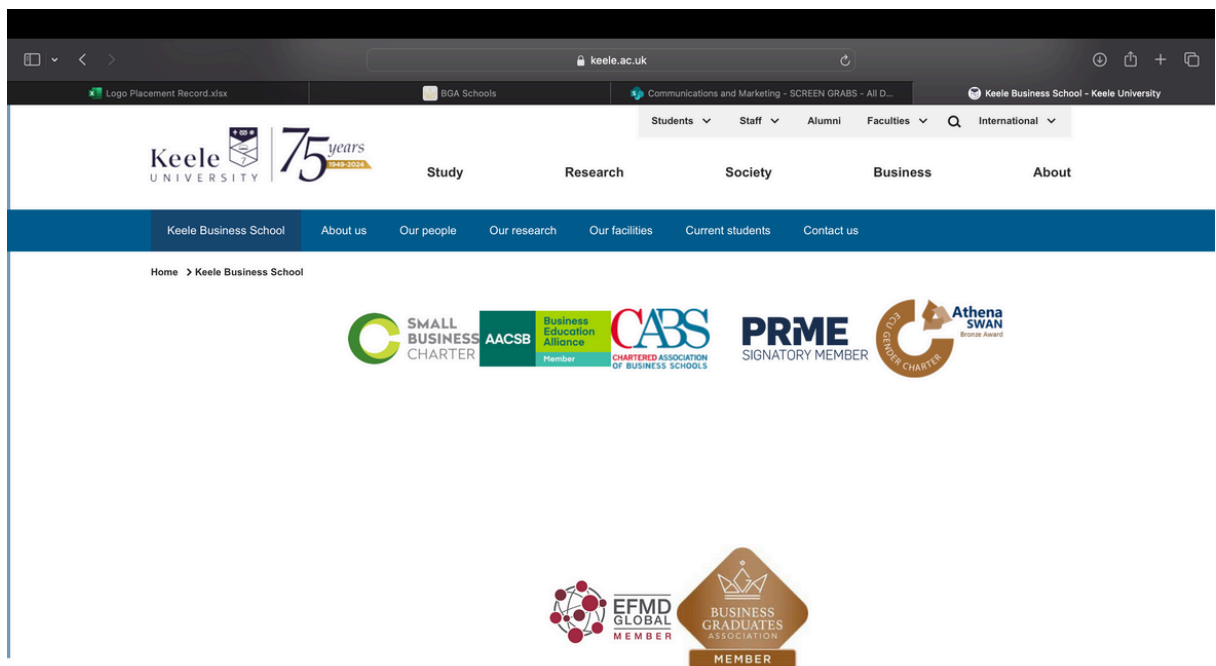 keele.ac.uk
Logo Placement Record.xlsx
BGA Schools
Communications and Marketing - SCREEN GRABS - All D...
Keele Business School - Keele University
Students Staff Alumni Faculties International
Keele
UNIVERSITY
75 years
1949-2024
Study Research Society Business About
Keele Business School About us Our people Our research Our facilities Current students Contact us
Home > Keele Business School
SMALL
BUSINESS
CHARTER
AACSB
Business
Education
Alliance
Member
CABS
CHARTERED ASSOCIATION
OF BUSINESS SCHOOLS
PRME
SIGNATORY MEMBER
ECU GENDER CHARTER
Athena
SWAN
Bronze Award
EFMD
GLOBAL
MEMBER
BUSINESS
GRADUATES
ASSOCIATION
MEMBER